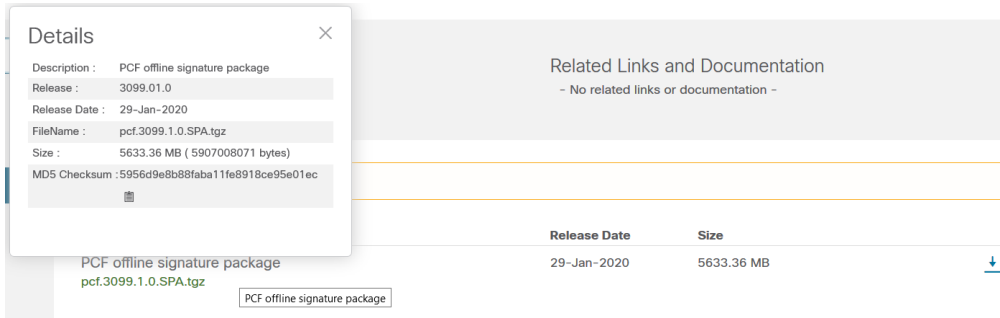 Details
Description : PCF offline signature package
Release : 3099.01.0
Release Date : 29-Jan-2020
FileName : pcf.3099.1.0.SPA.tgz
Size : 5633.36 MB ( 5907008071 bytes)
MD5 Checksum :5956d9e8b88faba11fe8918ce95e01ec
Related Links and Documentation
- No related links or documentation -
Release Date Size
PCF offline signature package 29-Jan-2020 5633.36 MB
pcf.3099.1.0.SPA.tgz
PCF offline signature package